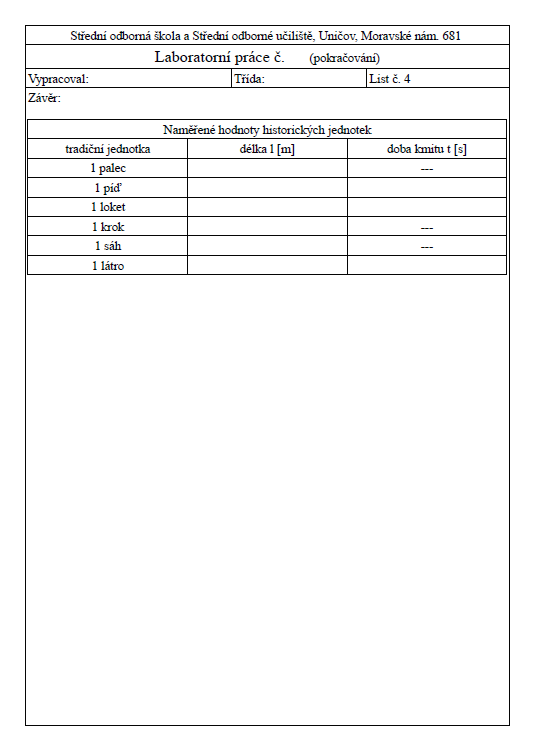 Střední odborná škola a Střední odborné učiliště, Uničov, Moravské nám. 681
Laboratorní práce č. (pokračování)
Vypracoval: Třída: List č. 4
Závěr:
Naměřené hodnoty historických jednotek
tradiční jednotka délka l [m] doba kmitu t [s]
1 palec ---
1 píď
1 loket
1 krok ---
1 sáh ---
1 látro